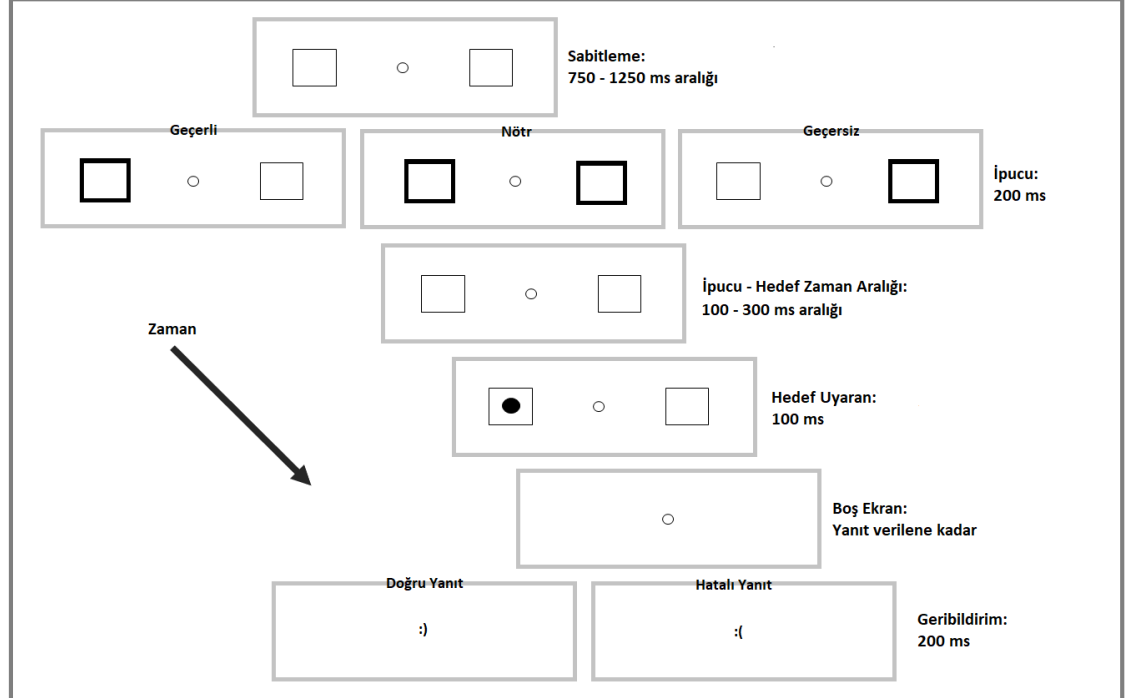 Sabitleme:
750 - 1250 ms aralığı
Geçerli
Nötr
Geçersiz
İpucu:
200 ms
İpucu - Hedef Zaman Aralığı:
100 - 300 ms aralığı
Zaman
Hedef Uyaran:
100 ms
Boş Ekran:
Yanıt verilene kadar
Doğru Yanıt
Hatalı Yanıt
:)
:(
Geribildirim:
200 ms